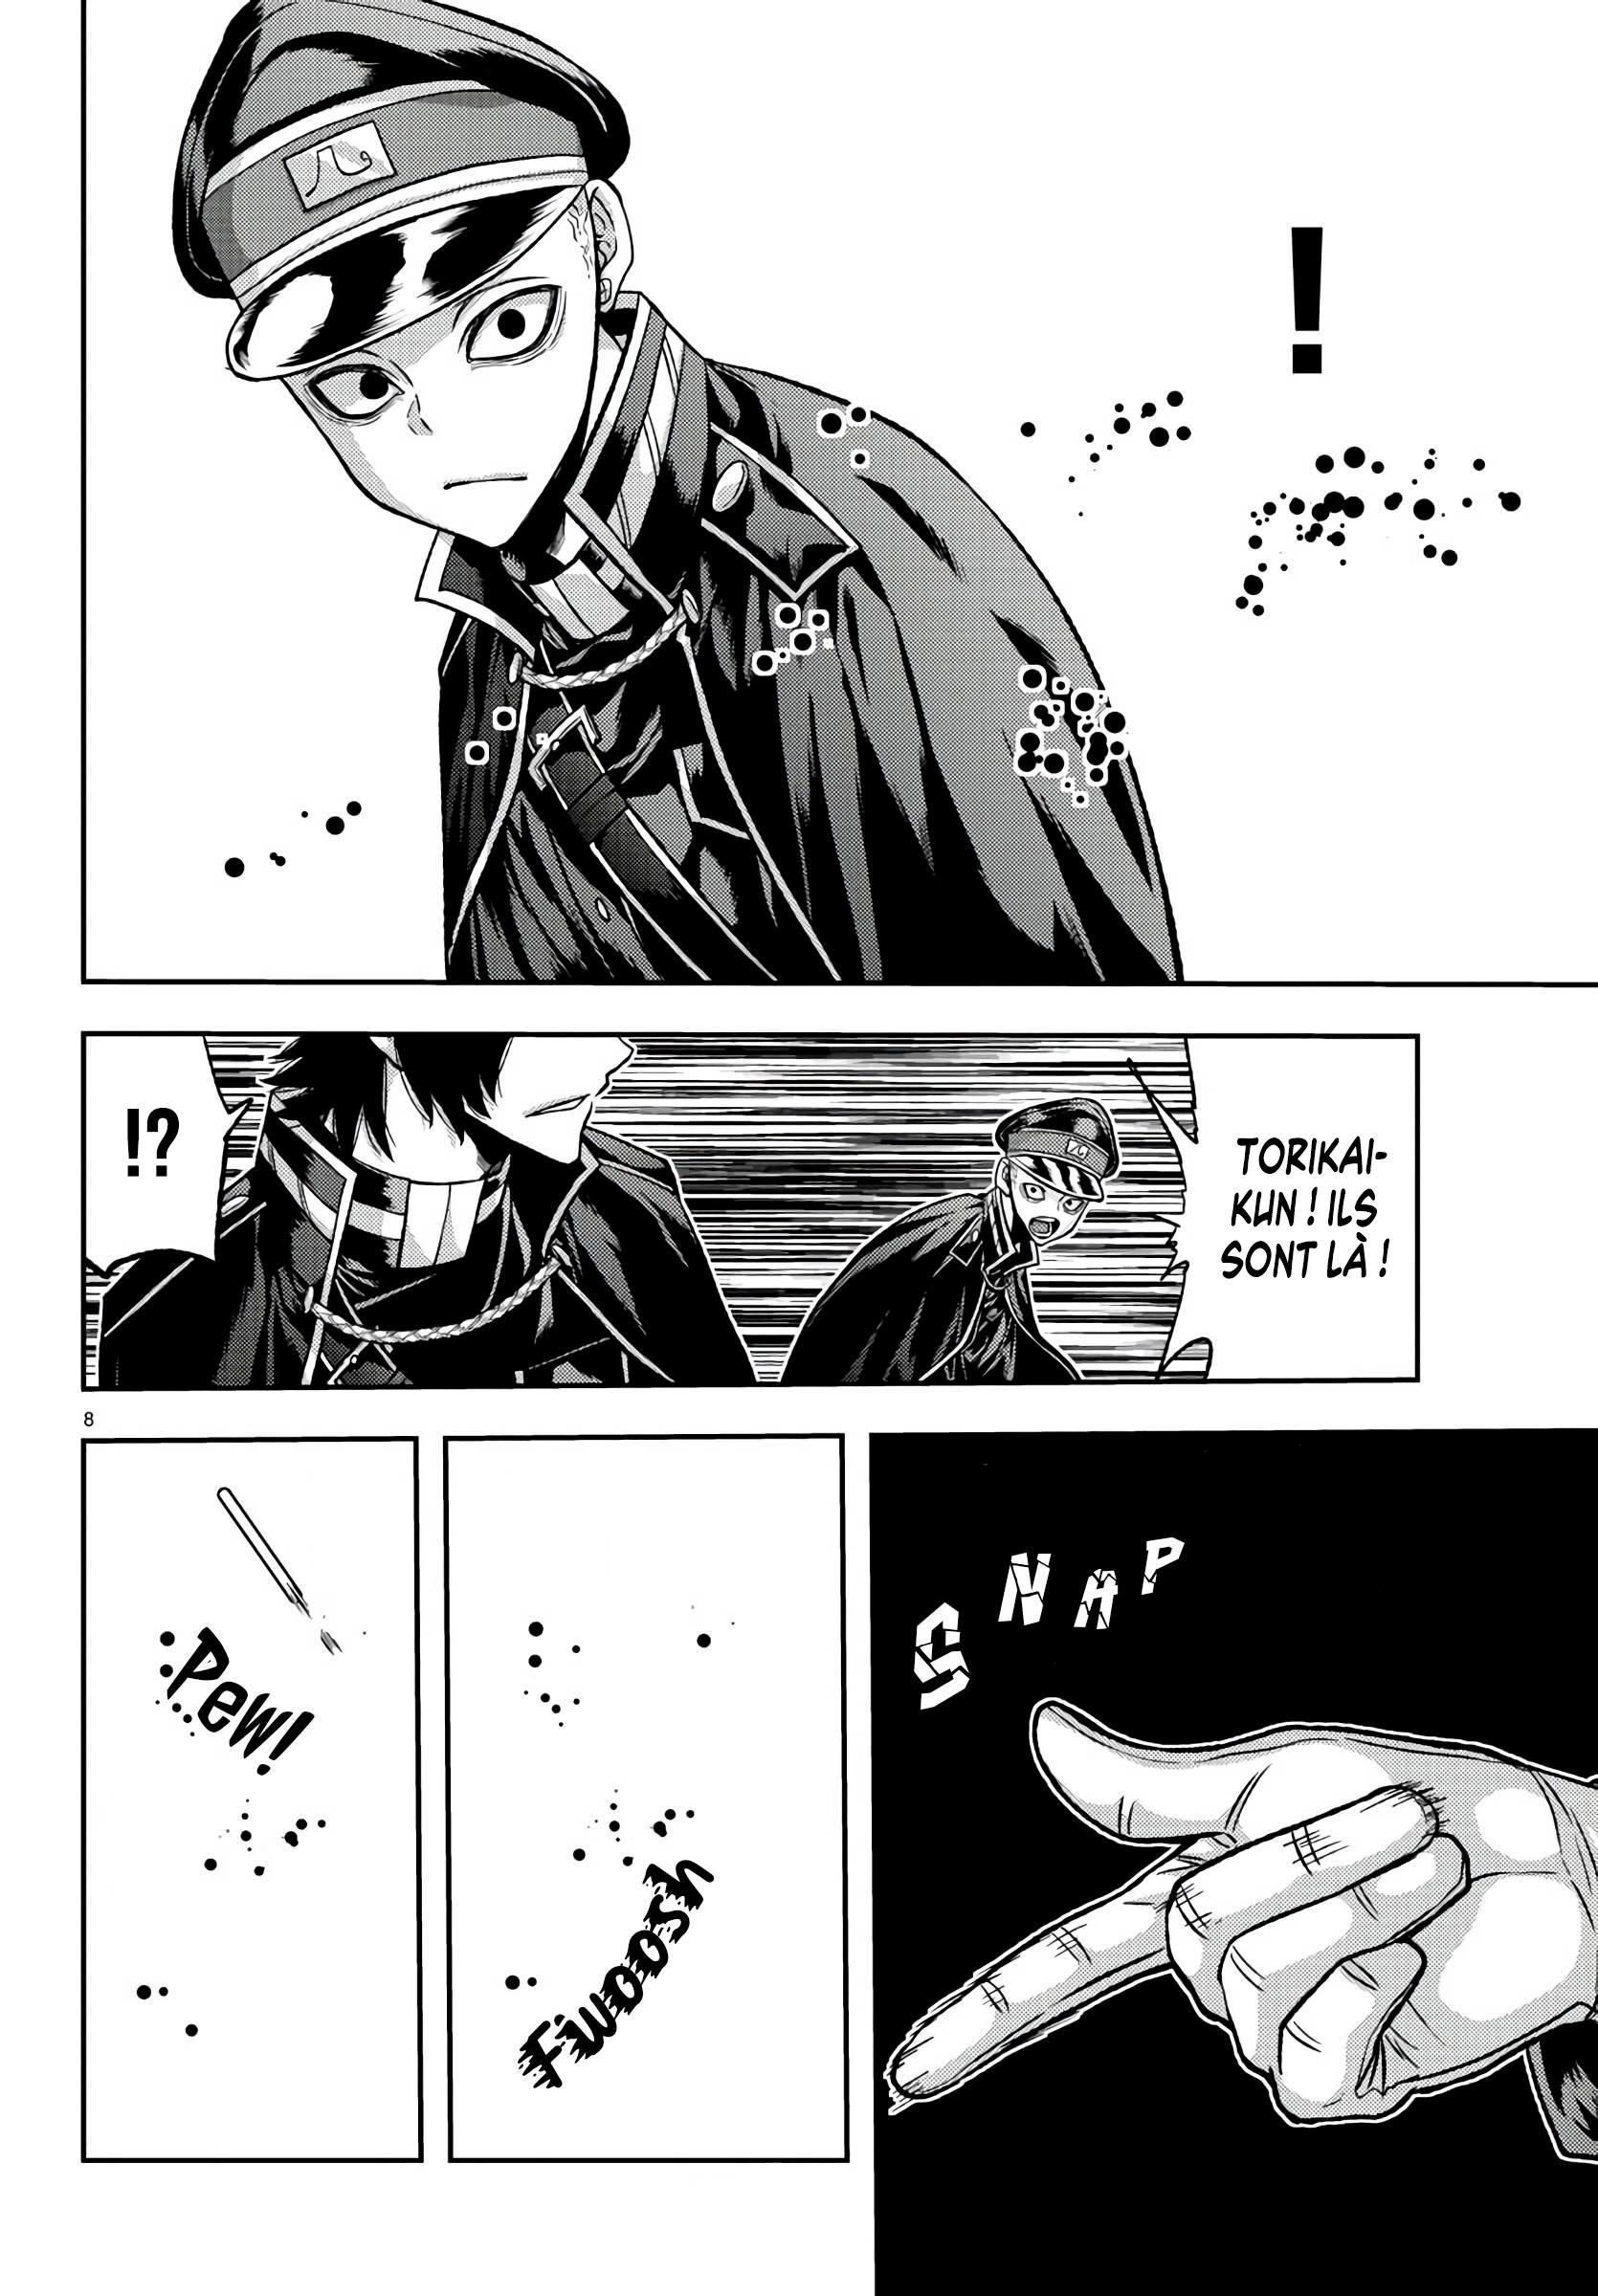 !
TORIKAI-
KUN ! ILS
SONT LÀ !
!?
8
SNAP
Fwoosh
Pew!